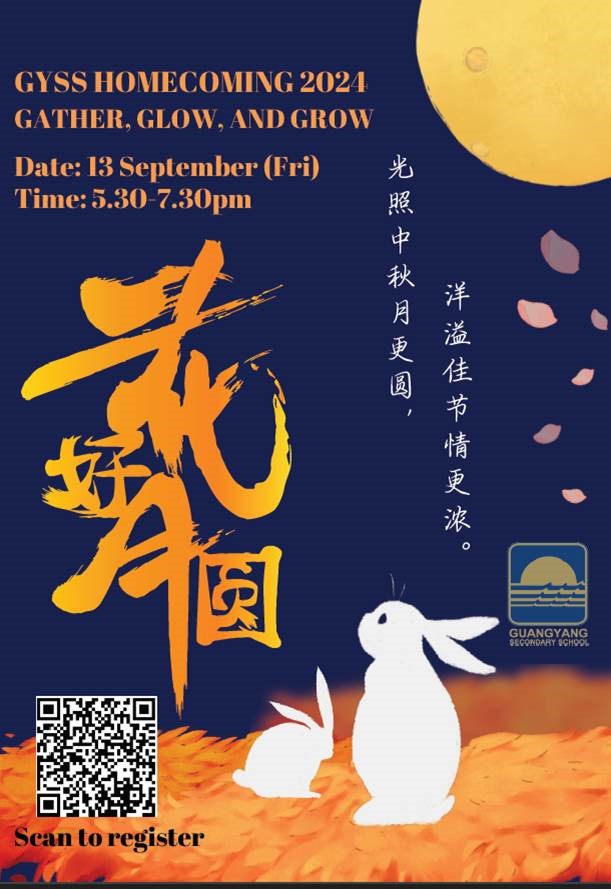 GYSS HOMECOMING 2024
GATHER, GLOW, AND GROW
Date: 13 September (Fri)
Time: 5.30-7.30pm
光照中秋月更圆，
洋溢佳节情更浓。
花好月圆
GUANGYANG
SECONDARY SCHOOL
Scan to register